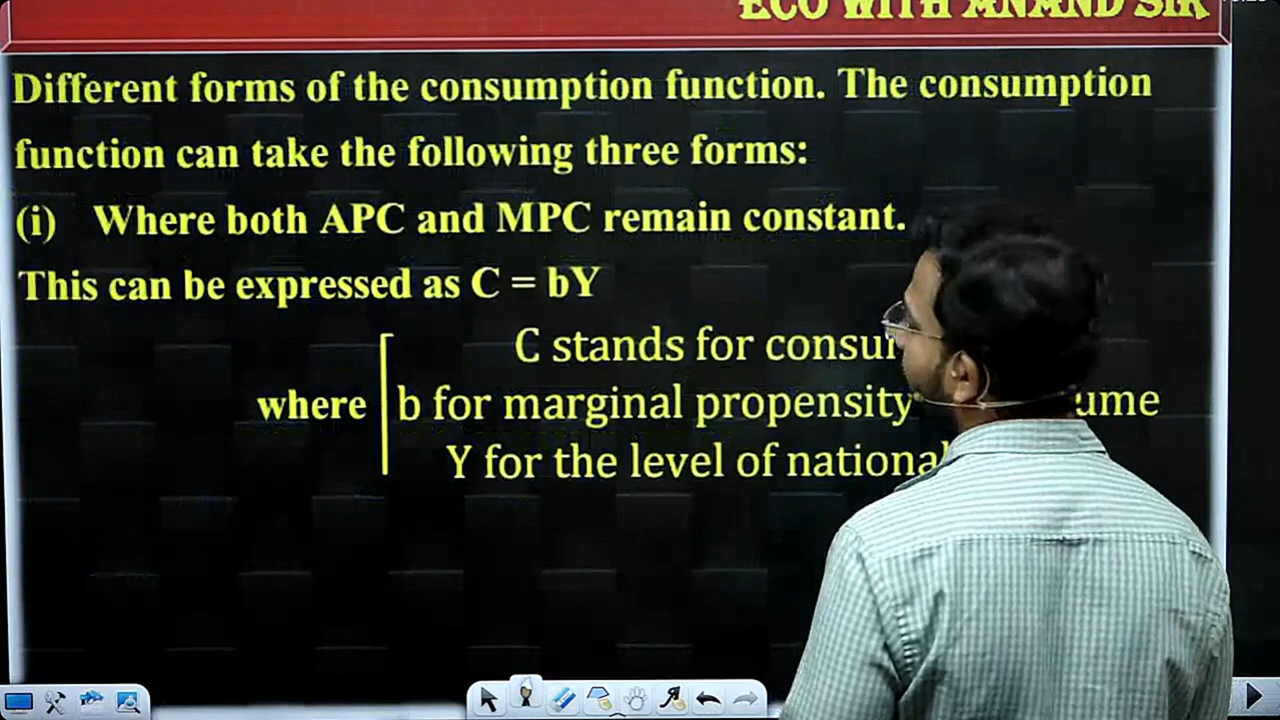 ECO WITH ANAND SIR
Different forms of the consumption function. The consumption
function can take the following three forms:
(i) Where both APC and MPC remain constant.
This can be expressed as C = bY
C stands for
where b for marginal propensity
Y for the level of national